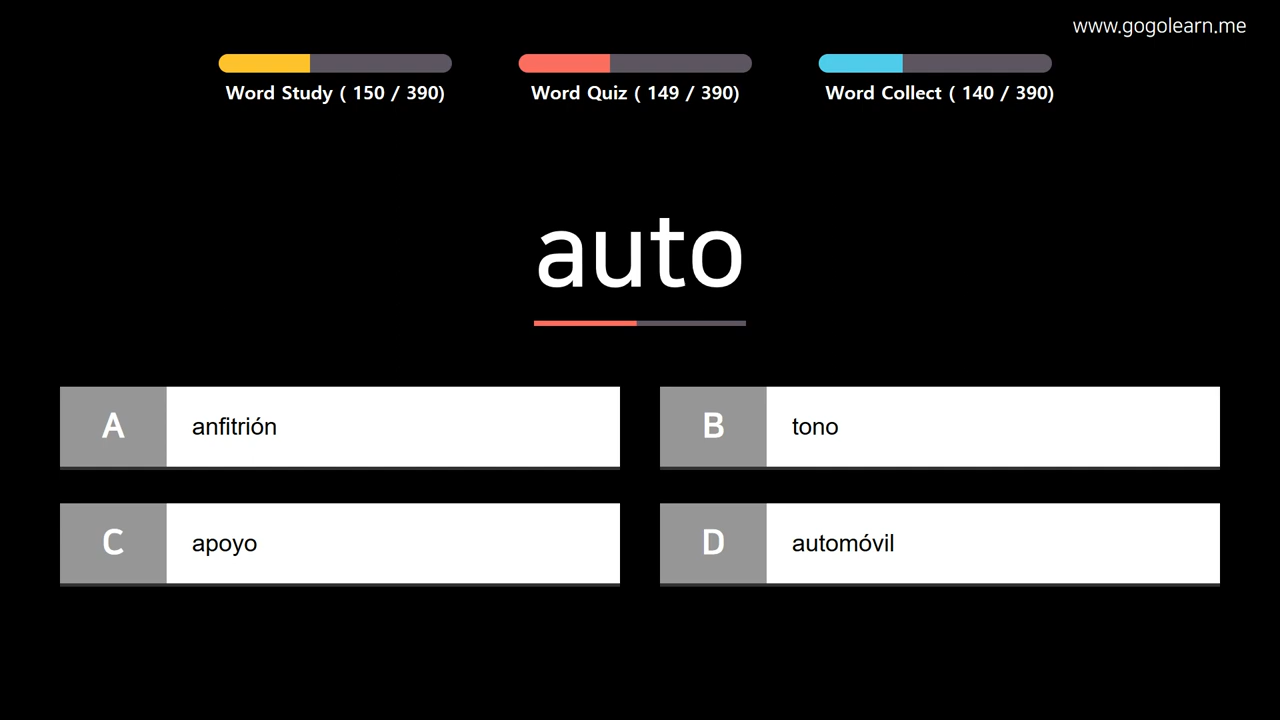 www.gogolearn.me
Word Study ( 150 / 390)
Word Quiz ( 149 / 390)
Word Collect ( 140 / 390)
auto
A anfitrión
B tono
C apoyo
D automóvil